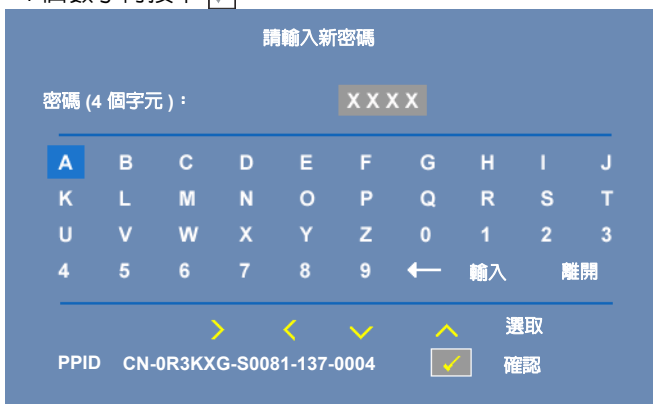 請輸入新密碼
密碼 (4 個字元)： X X X X
A B C D E F G H I J
K L M N O P Q R S T
U V W X Y Z 0 1 2 3
4 5 6 7 8 9 ← 輸入 離開
選取
PPID CN-0R3KXG-S0081-137-0004 ✓ 確認